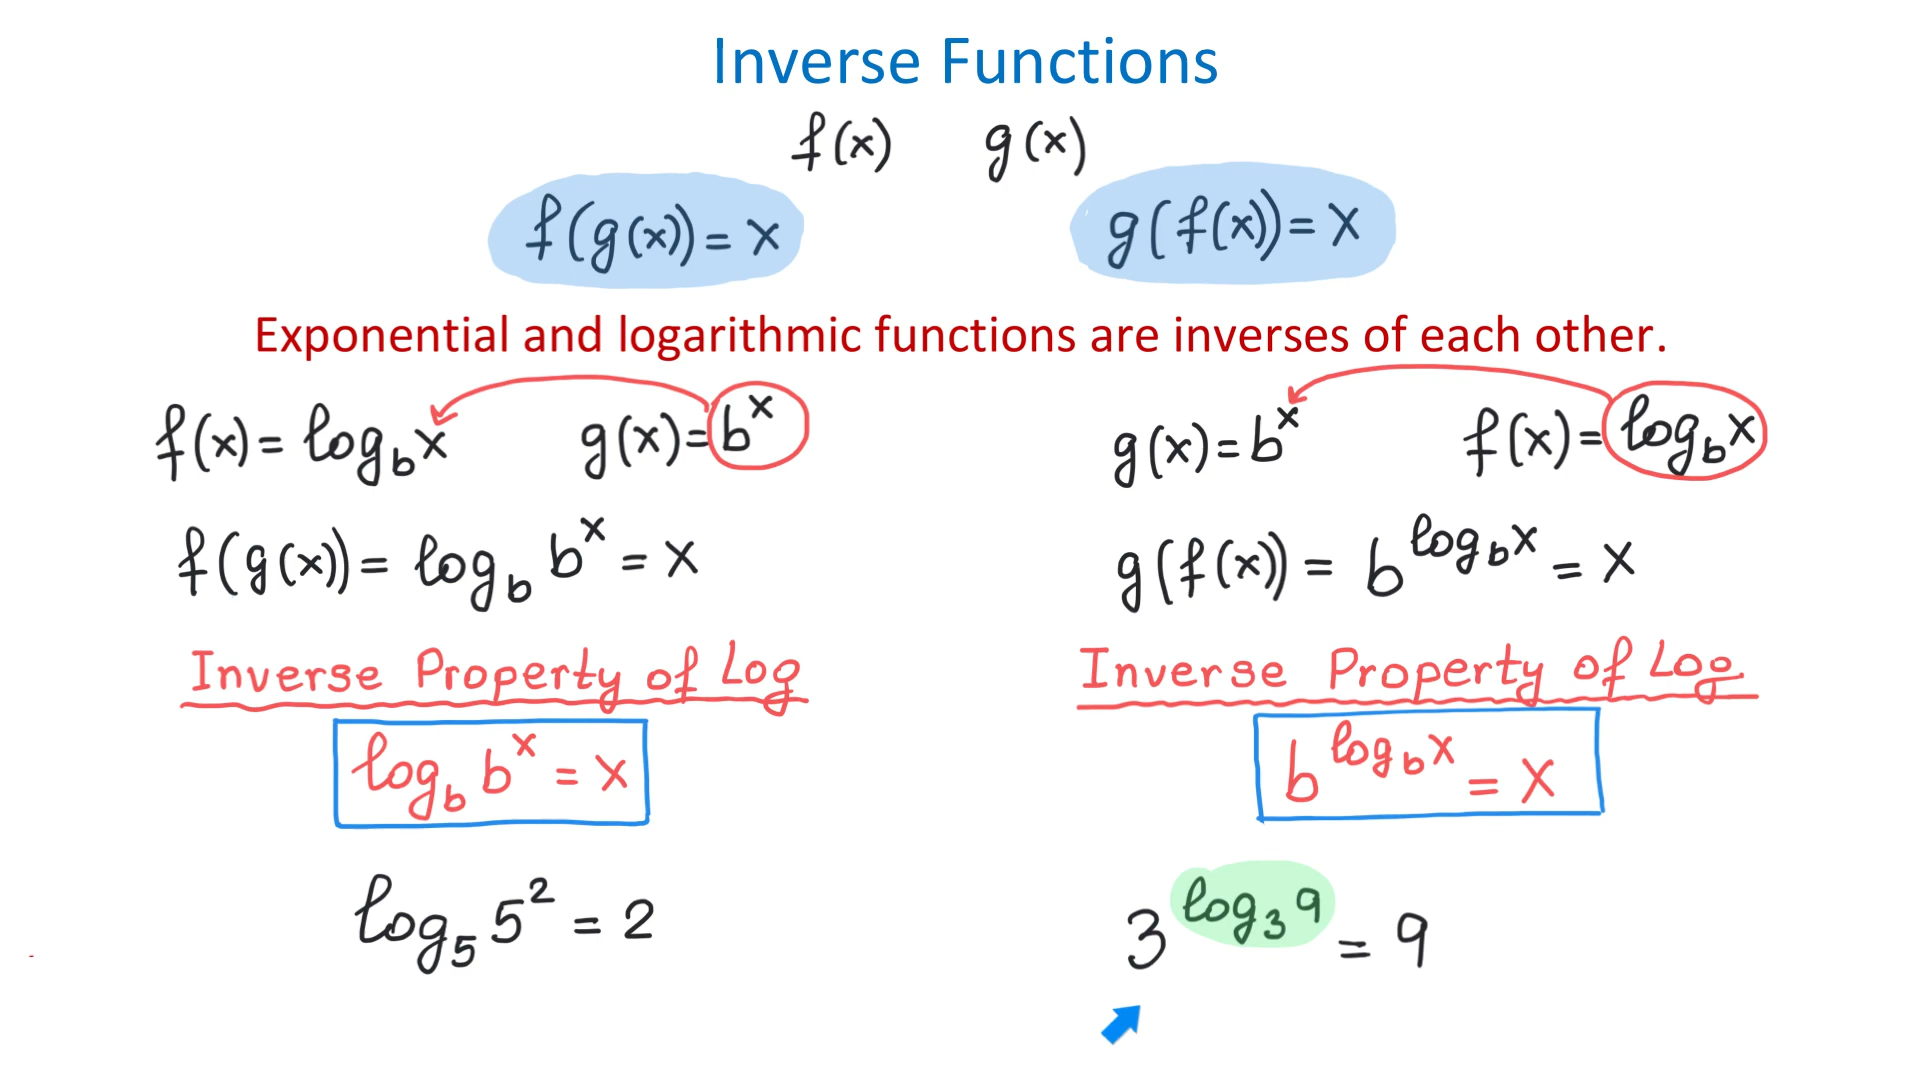 Inverse Functions
f(x) g(x)
f(g(x)) = x g(f(x)) = x
Exponential and logarithmic functions are inverses of each other.
f(x) = log_b x g(x) = b^x g(x) = b^x f(x) = log_b x
f(g(x)) = log_b b^x = x g(f(x)) = b^{log_b x} = x
Inverse Property of Log Inverse Property of Log
log_b b^x = x b^{log_b x} = x
log_5 5^2 = 2 3^{log_3 9} = 9